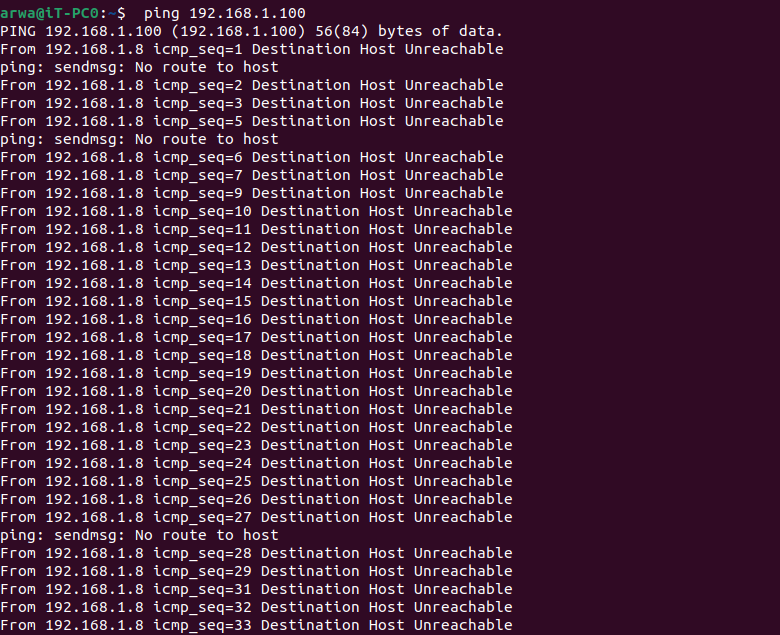 arwa@iT-PC0:~$  ping 192.168.1.100
PING 192.168.1.100 (192.168.1.100) 56(84) bytes of data.
From 192.168.1.8 icmp_seq=1 Destination Host Unreachable
ping: sendmsg: No route to host
From 192.168.1.8 icmp_seq=2 Destination Host Unreachable
From 192.168.1.8 icmp_seq=3 Destination Host Unreachable
From 192.168.1.8 icmp_seq=5 Destination Host Unreachable
ping: sendmsg: No route to host
From 192.168.1.8 icmp_seq=6 Destination Host Unreachable
From 192.168.1.8 icmp_seq=7 Destination Host Unreachable
From 192.168.1.8 icmp_seq=9 Destination Host Unreachable
From 192.168.1.8 icmp_seq=10 Destination Host Unreachable
From 192.168.1.8 icmp_seq=11 Destination Host Unreachable
From 192.168.1.8 icmp_seq=12 Destination Host Unreachable
From 192.168.1.8 icmp_seq=13 Destination Host Unreachable
From 192.168.1.8 icmp_seq=14 Destination Host Unreachable
From 192.168.1.8 icmp_seq=15 Destination Host Unreachable
From 192.168.1.8 icmp_seq=16 Destination Host Unreachable
From 192.168.1.8 icmp_seq=17 Destination Host Unreachable
From 192.168.1.8 icmp_seq=18 Destination Host Unreachable
From 192.168.1.8 icmp_seq=19 Destination Host Unreachable
From 192.168.1.8 icmp_seq=20 Destination Host Unreachable
From 192.168.1.8 icmp_seq=21 Destination Host Unreachable
From 192.168.1.8 icmp_seq=22 Destination Host Unreachable
From 192.168.1.8 icmp_seq=23 Destination Host Unreachable
From 192.168.1.8 icmp_seq=24 Destination Host Unreachable
From 192.168.1.8 icmp_seq=25 Destination Host Unreachable
From 192.168.1.8 icmp_seq=26 Destination Host Unreachable
From 192.168.1.8 icmp_seq=27 Destination Host Unreachable
ping: sendmsg: No route to host
From 192.168.1.8 icmp_seq=28 Destination Host Unreachable
From 192.168.1.8 icmp_seq=29 Destination Host Unreachable
From 192.168.1.8 icmp_seq=31 Destination Host Unreachable
From 192.168.1.8 icmp_seq=32 Destination Host Unreachable
From 192.168.1.8 icmp_seq=33 Destination Host Unreachable